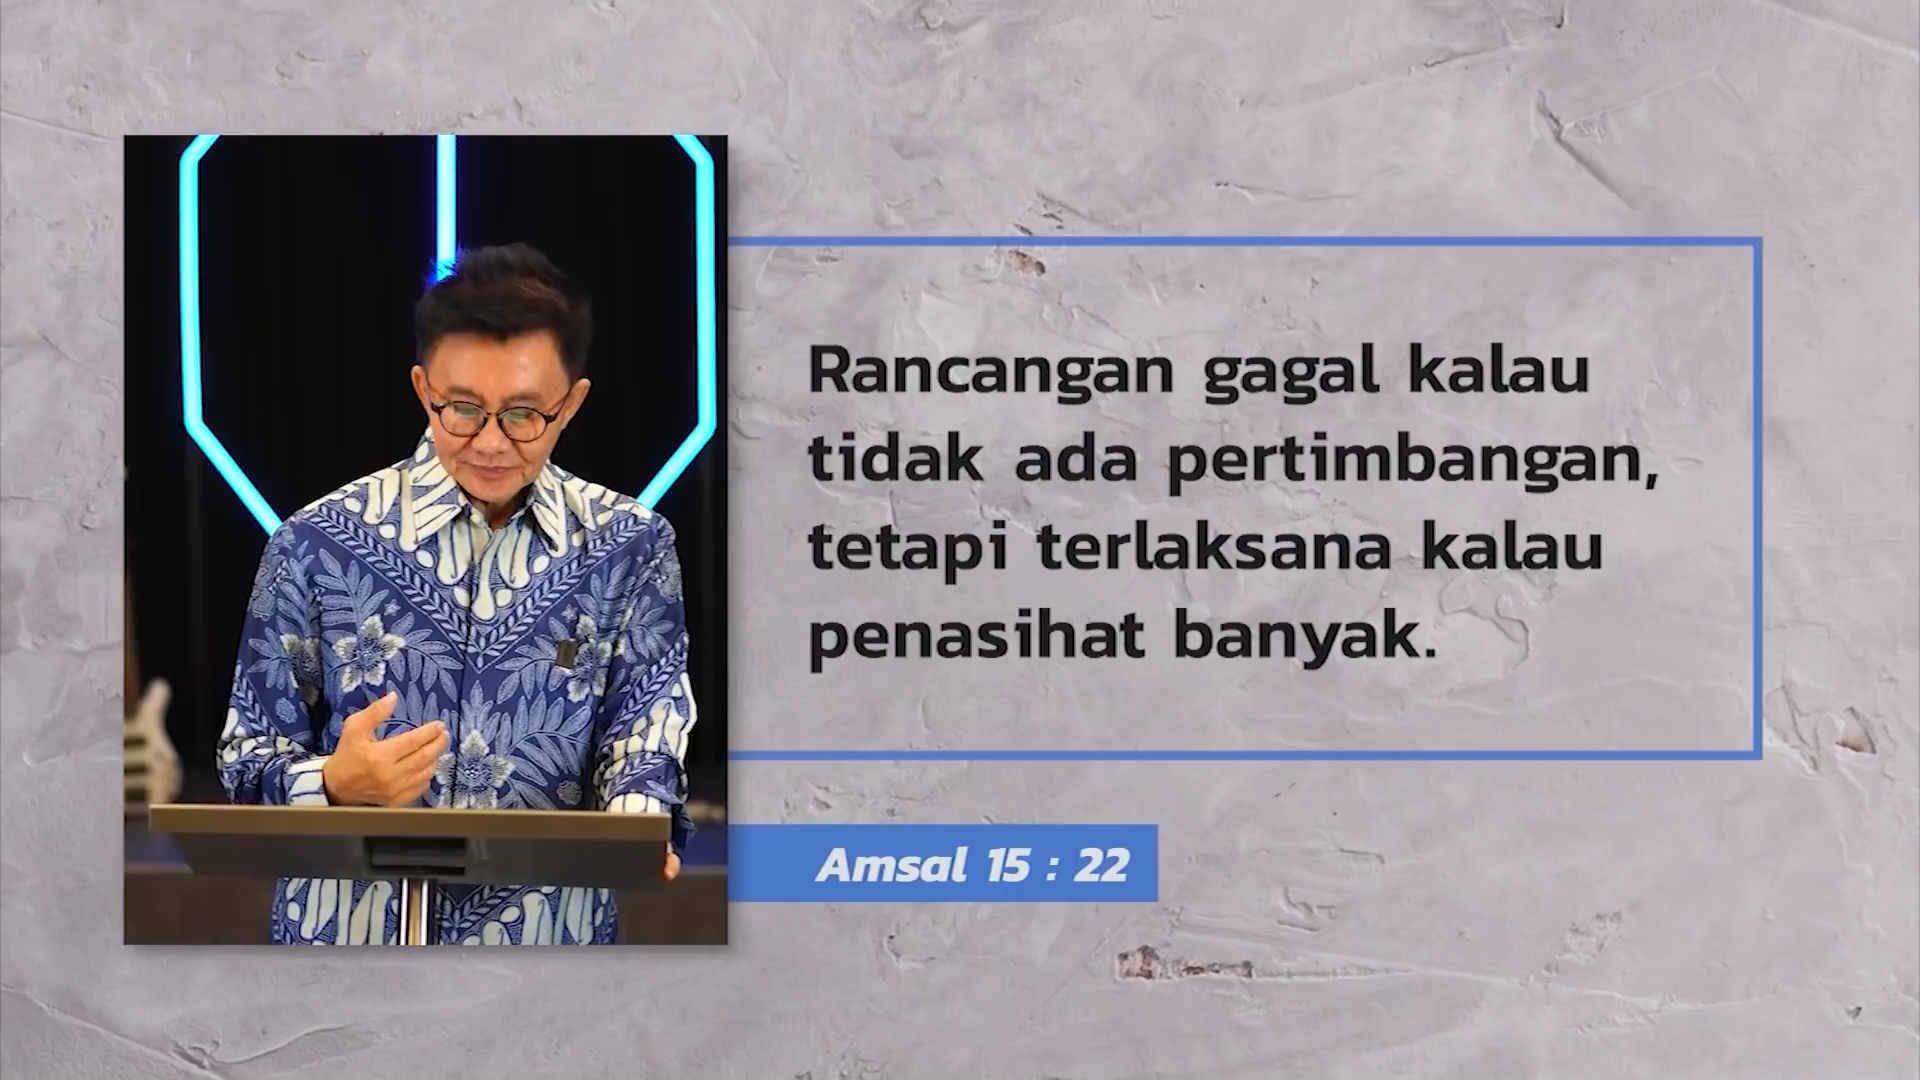 Rancangan gagal kalau
tidak ada pertimbangan,
tetapi terlaksana kalau
penasihat banyak.
Amsal 15 : 22